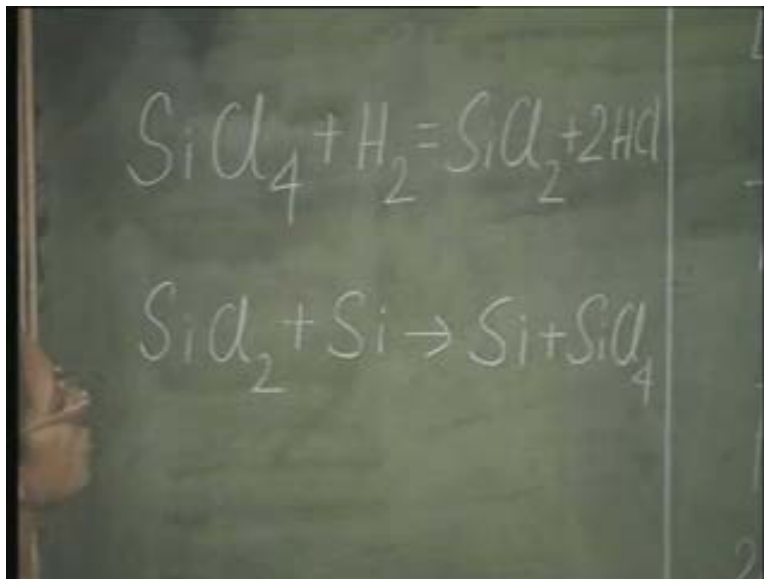 SiCl₄ + H₂ = SiCl₂ + 2HCl
SiCl₂ + Si → Si + SiCl₄